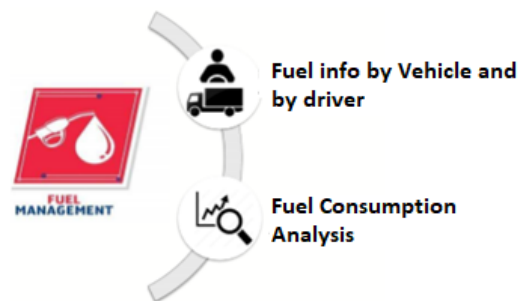 Fuel info by Vehicle and
by driver
FUEL
MANAGEMENT
Fuel Consumption
Analysis